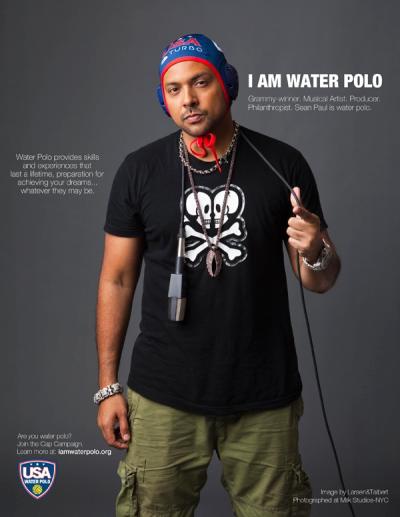 USA
TURBO
I AM WATER POLO
Grammy-winner. Musical Artist. Producer.
Philanthropist. Sean Paul is water polo.
Water Polo provides skills
and experiences that
last a lifetime, preparation for
achieving your dreams...
whatever they may be.
Are you water polo?
Join the Cap Campaign.
Learn more at: iamwaterpolo.org
USA
WATER POLO
Image by Larsen&Talbert
Photographed at Milk Studios-NYC